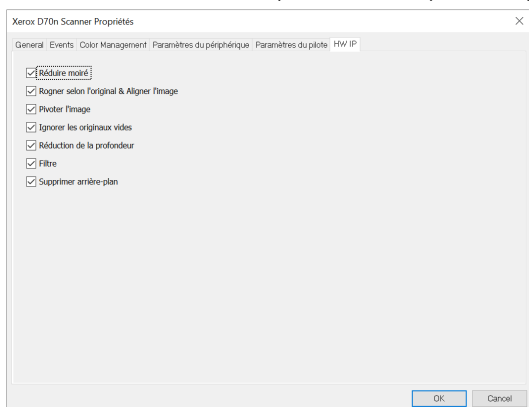 Xerox D70n Scanner Propriétés
General Events Color Management Paramètres du périphérique Paramètres du pilote HW IP
Réduire moiré
Rogner selon l'original & Aligner l'image
Pivoter l'image
Ignorer les originaux vides
Réduction de la profondeur
Filtre
Supprimer arrière-plan
OK Cancel